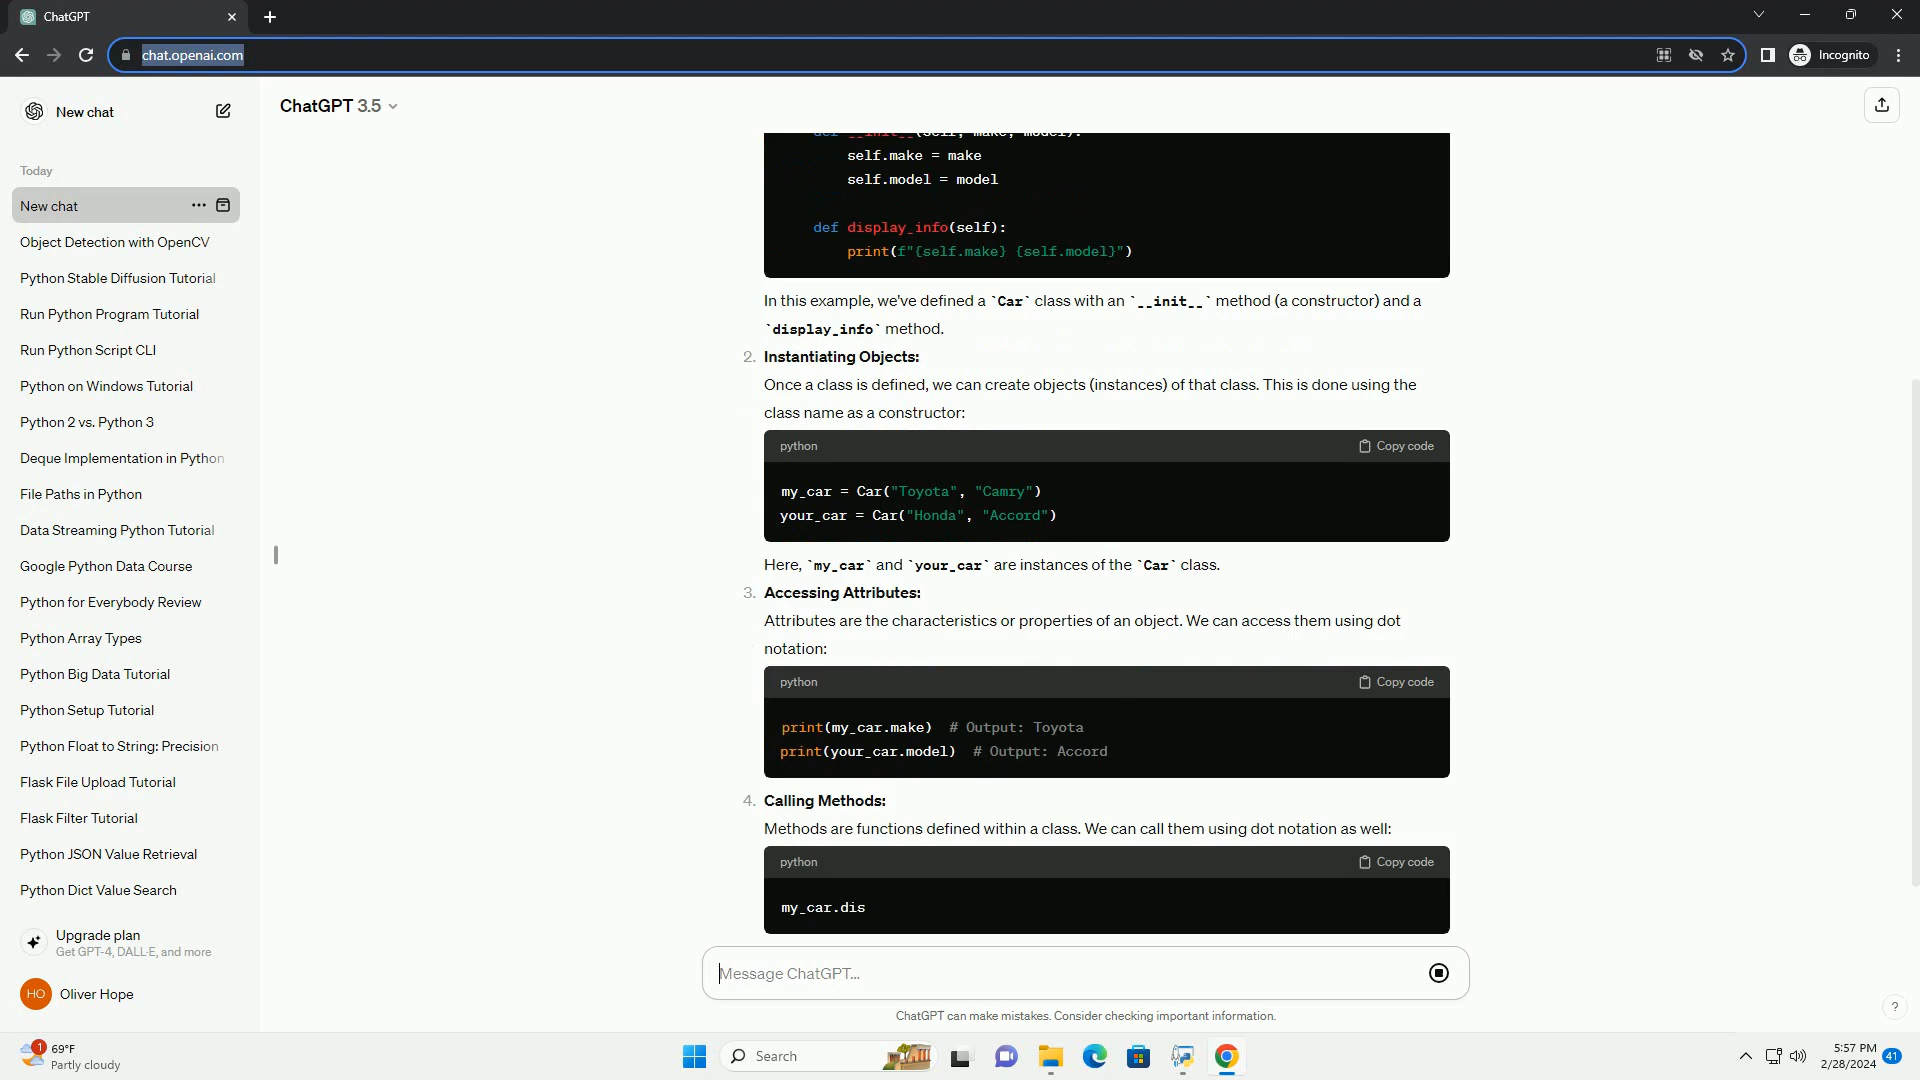 ChatGPT
chat.openai.com
Incognito
New chat
Today
New chat
Object Detection with OpenCV
Python Stable Diffusion Tutorial
Run Python Program Tutorial
Run Python Script CLI
Python on Windows Tutorial
Python 2 vs. Python 3
Deque Implementation in Python
File Paths in Python
Data Streaming Python Tutorial
Google Python Data Course
Python for Everybody Review
Python Array Types
Python Big Data Tutorial
Python Setup Tutorial
Python Float to String: Precision
Flask File Upload Tutorial
Flask Filter Tutorial
Python JSON Value Retrieval
Python Dict Value Search
Upgrade plan
Get GPT-4, DALL·E, and more
HO Oliver Hope
ChatGPT 3.5
def __init__(self, make, model):
self.make = make
self.model = model
def display_info(self):
print(f"{self.make} {self.model}")
In this example, we've defined a `Car` class with an `__init__` method (a constructor) and a
`display_info` method.
2. Instantiating Objects:
Once a class is defined, we can create objects (instances) of that class. This is done using the
class name as a constructor:
python Copy code
my_car = Car("Toyota", "Camry")
your_car = Car("Honda", "Accord")
Here, `my_car` and `your_car` are instances of the `Car` class.
3. Accessing Attributes:
Attributes are the characteristics or properties of an object. We can access them using dot
notation:
python Copy code
print(my_car.make)  # Output: Toyota
print(your_car.model)  # Output: Accord
4. Calling Methods:
Methods are functions defined within a class. We can call them using dot notation as well:
python Copy code
my_car.dis
Message ChatGPT...
ChatGPT can make mistakes. Consider checking important information.
?
1
69°F
Partly cloudy
Search
5:57 PM
2/28/2024
41